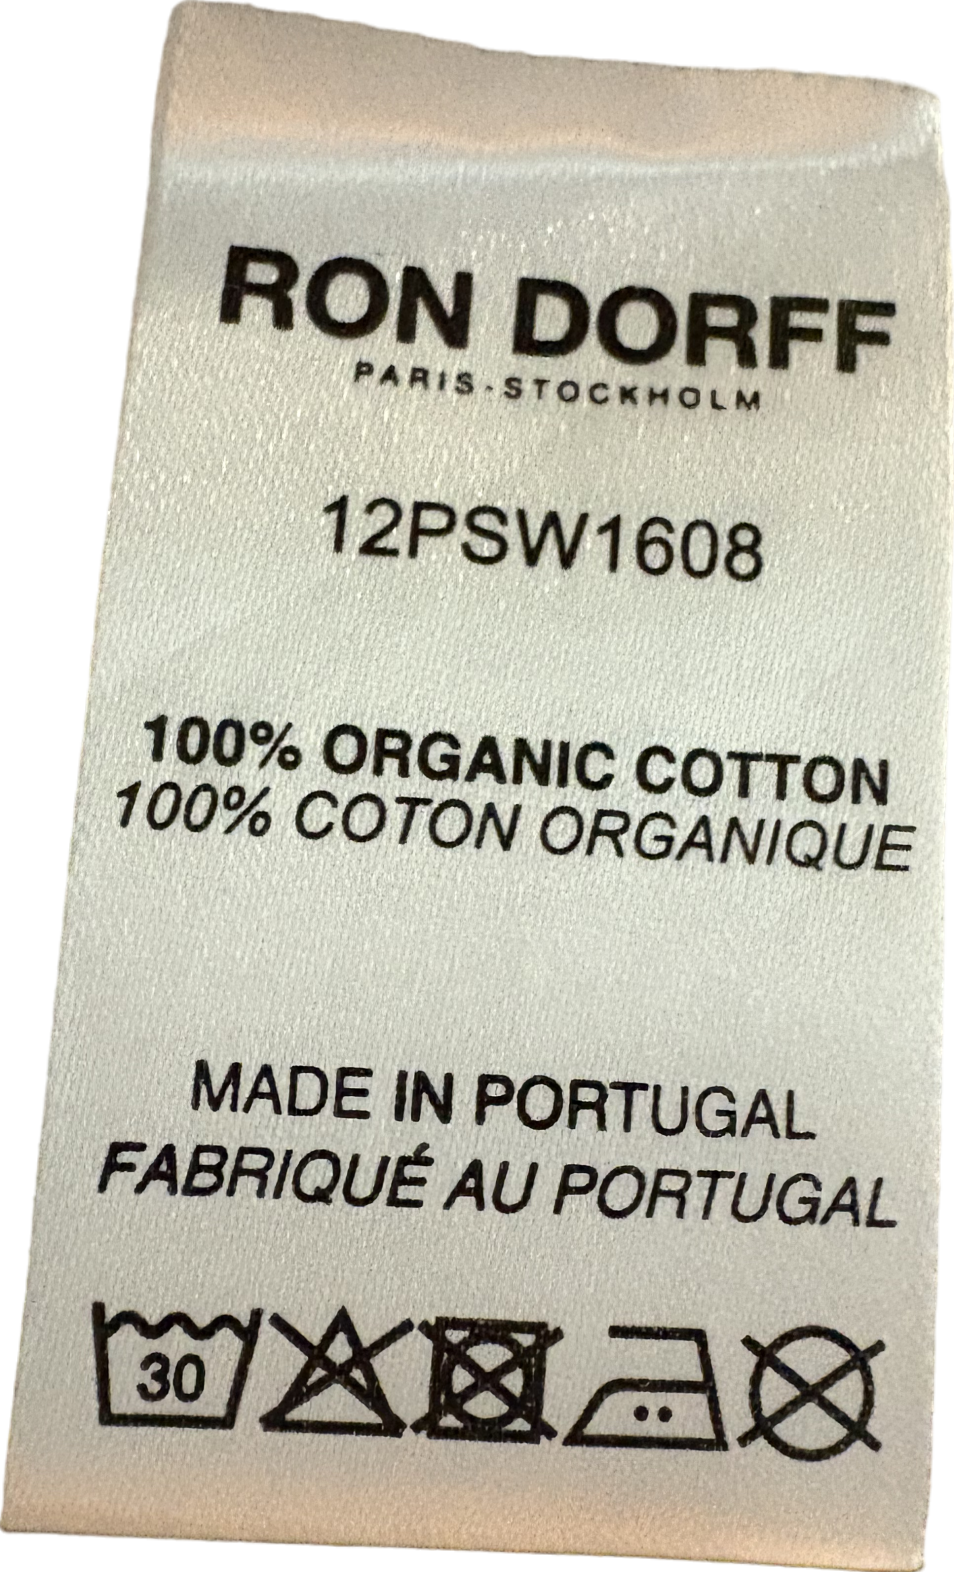 RON DORFF
PARIS-STOCKHOLM
12PSW1608
100% ORGANIC COTTON
100% COTON ORGANIQUE
MADE IN PORTUGAL
FABRIQUÉ AU PORTUGAL
30